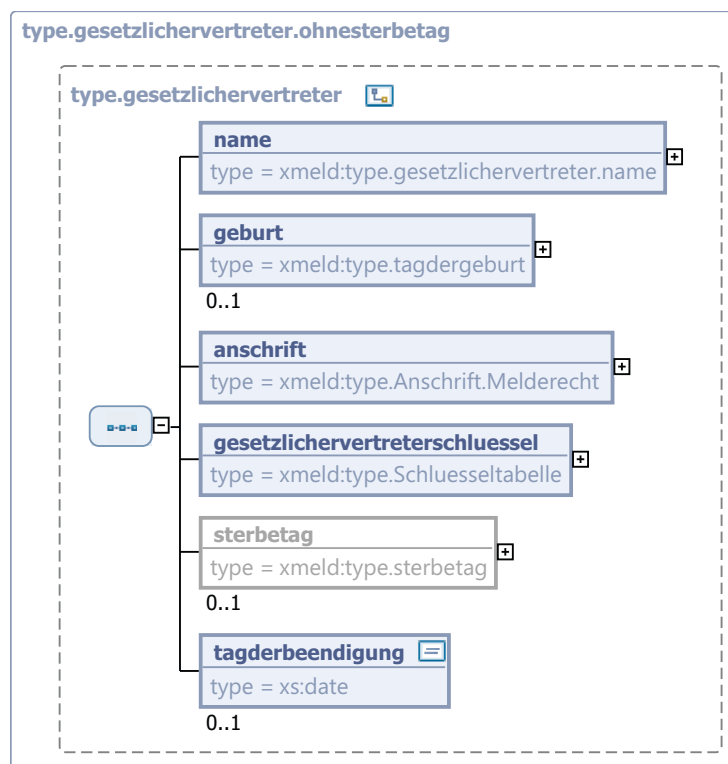 type.gesetzlichervertreter.ohnesterbetag
type.gesetzlichervertreter
name
type = xmeld:type.gesetzlichervertreter.name
geburt
type = xmeld:type.tagdergeburt
0..1
anschrift
type = xmeld:type.Anschrift.Melderecht
gesetzlichervertreterschluessel
type = xmeld:type.Schluesseltabelle
sterbetag
type = xmeld:type.sterbetag
0..1
tagderbeendigung
type = xs:date
0..1